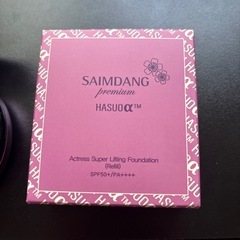 SAIMDANG
premium
HASUOα™
Actress Super Lifting Foundation
(Refill)
SPF50+/PA++++